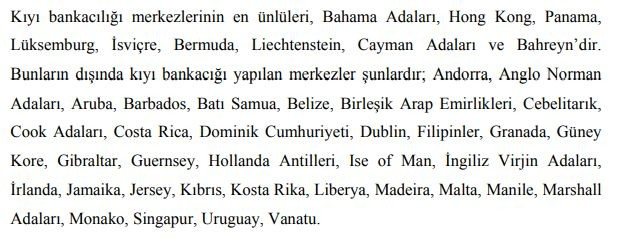 Kıyı bankacılığı merkezlerinin en ünlüleri, Bahama Adaları, Hong Kong, Panama,
Lüksemburg, İsviçre, Bermuda, Liechtenstein, Cayman Adaları ve Bahreyn’dir.
Bunların dışında kıyı bankacığı yapılan merkezler şunlardır; Andorra, Anglo Norman
Adaları, Aruba, Barbados, Batı Samua, Belize, Birleşik Arap Emirlikleri, Cebelitarık,
Cook Adaları, Costa Rica, Dominik Cumhuriyeti, Dublin, Filipinler, Granada, Güney
Kore, Gibraltar, Guernsey, Hollanda Antilleri, Ise of Man, İngiliz Virjin Adaları,
İrlanda, Jamaika, Jersey, Kıbrıs, Kosta Rika, Liberya, Madeira, Malta, Manile, Marshall
Adaları, Monako, Singapur, Uruguay, Vanatu.